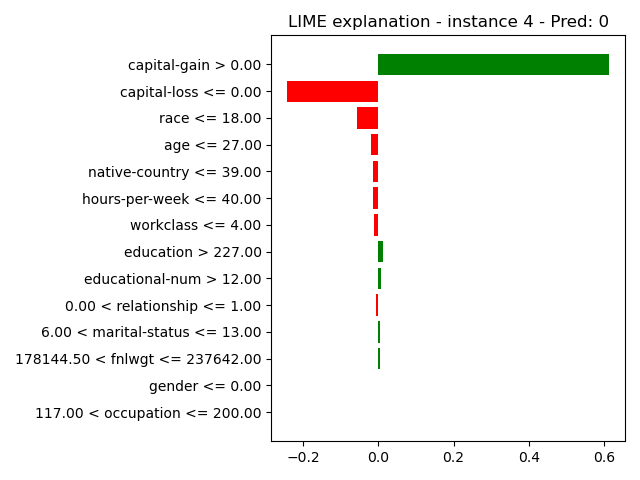 LIME explanation - instance 4 - Pred: 0
capital-gain > 0.00
capital-loss <= 0.00
race <= 18.00
age <= 27.00
native-country <= 39.00
hours-per-week <= 40.00
workclass <= 4.00
education > 227.00
educational-num > 12.00
0.00 < relationship <= 1.00
6.00 < marital-status <= 13.00
178144.50 < fnlwgt <= 237642.00
gender <= 0.00
117.00 < occupation <= 200.00
−0.2 0.0 0.2 0.4 0.6